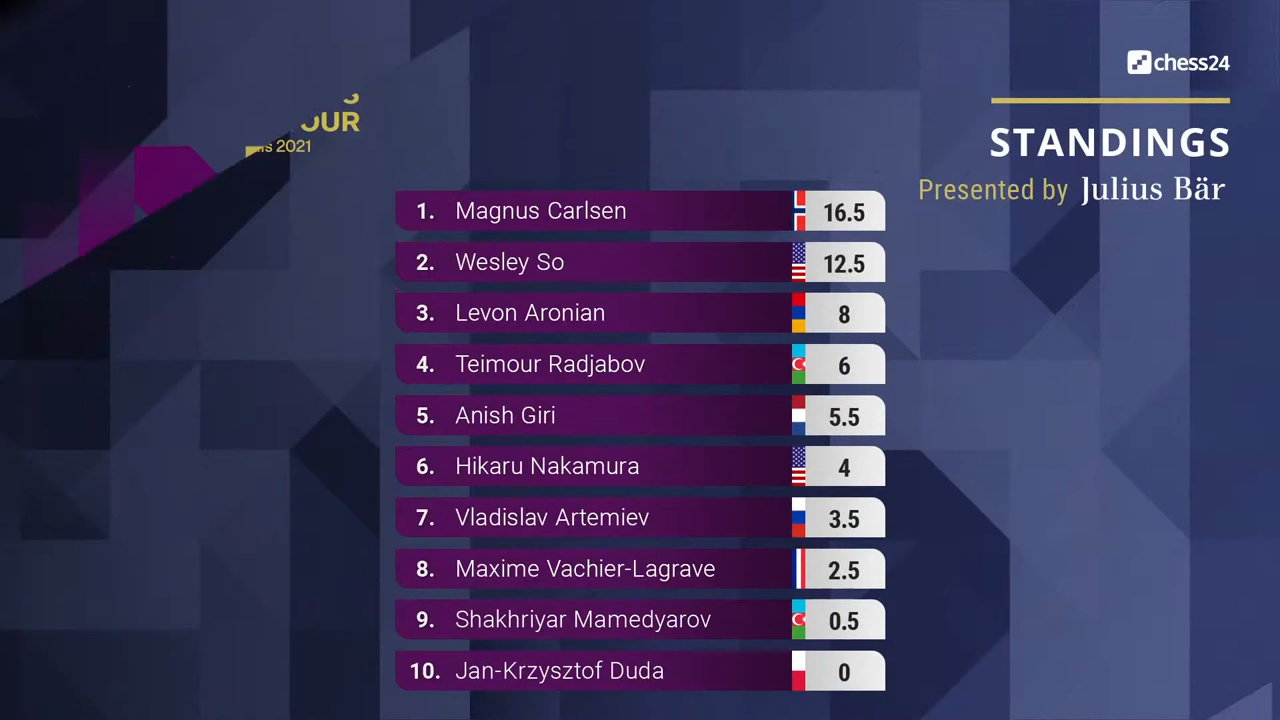 chess24
OUR
2021
STANDINGS
Presented by Julius Bär
1. Magnus Carlsen 16.5
2. Wesley So 12.5
3. Levon Aronian 8
4. Teimour Radjabov 6
5. Anish Giri 5.5
6. Hikaru Nakamura 4
7. Vladislav Artemiev 3.5
8. Maxime Vachier-Lagrave 2.5
9. Shakhriyar Mamedyarov 0.5
10. Jan-Krzysztof Duda 0